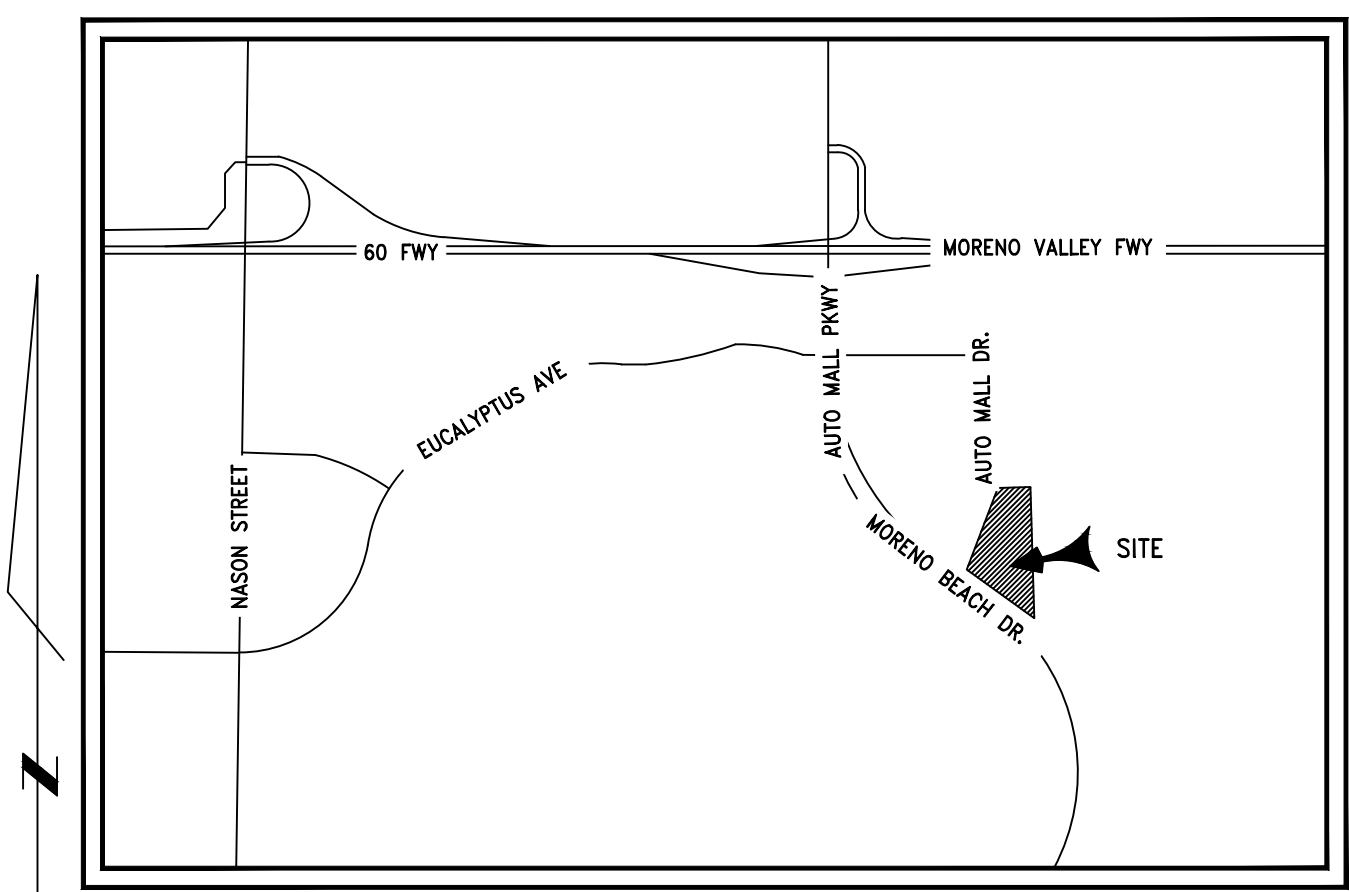 60 FWY
MORENO VALLEY FWY
AUTO MALL PKWY
AUTO MALL DR.
EUCALYPTUS AVE
NASON STREET
MORENO BEACH DR.
SITE
N